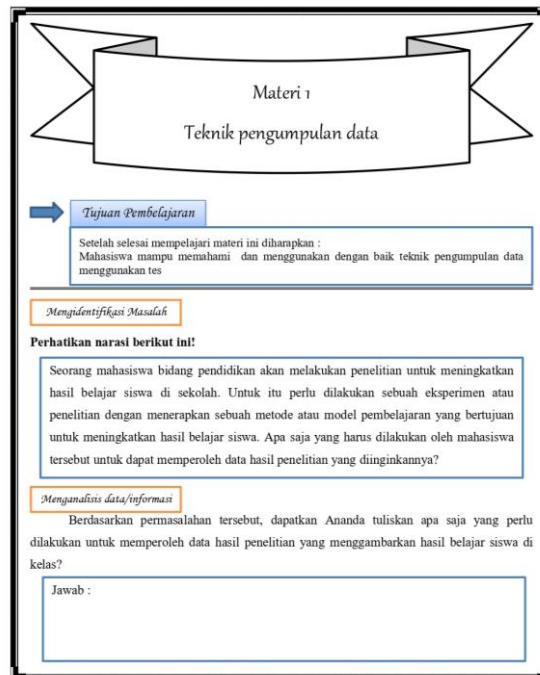 Materi 1
Teknik pengumpulan data
Tujuan Pembelajaran
Setelah selesai mempelajari materi ini diharapkan :
Mahasiswa mampu memahami dan menggunakan dengan baik teknik pengumpulan data
menggunakan tes
Mengidentifikasi Masalah
Perhatikan narasi berikut ini!
Seorang mahasiswa bidang pendidikan akan melakukan penelitian untuk meningkatkan
hasil belajar siswa di sekolah. Untuk itu perlu dilakukan sebuah eksperimen atau
penelitian dengan menerapkan sebuah metode atau model pembelajaran yang bertujuan
untuk meningkatkan hasil belajar siswa. Apa saja yang harus dilakukan oleh mahasiswa
tersebut untuk dapat memperoleh data hasil penelitian yang diinginkannya?
Menganalisis data/informasi
Berdasarkan permasalahan tersebut, dapatkan Ananda tuliskan apa saja yang perlu
dilakukan untuk memperoleh data hasil penelitian yang menggambarkan hasil belajar siswa di
kelas?
Jawab :